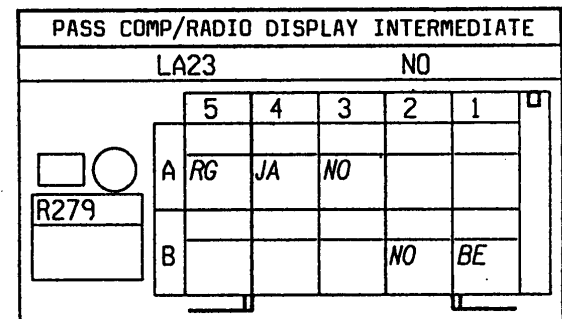 PASS COMP/RADIO DISPLAY INTERMEDIATE
LA23 NO
5 4 3 2 1
A RG JA NO
R279
B NO BE